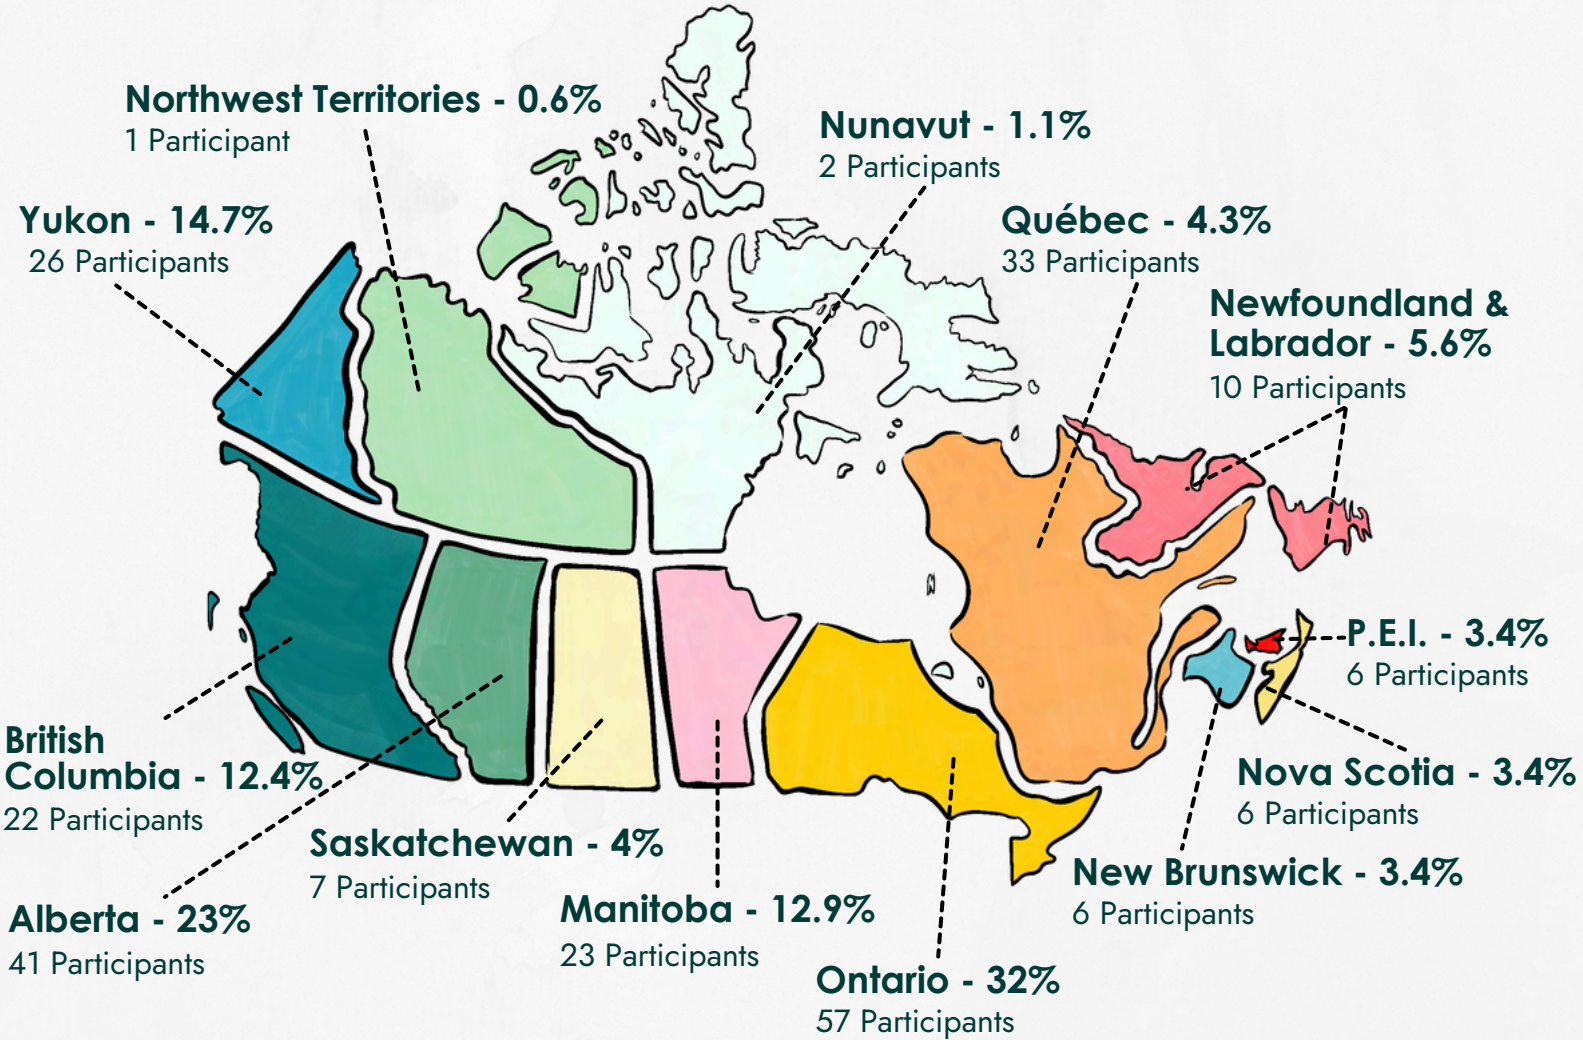 Northwest Territories - 0.6%
1 Participant
Nunavut - 1.1%
2 Participants
Yukon - 14.7%
26 Participants
Québec - 4.3%
33 Participants
Newfoundland &
Labrador - 5.6%
10 Participants
P.E.I. - 3.4%
6 Participants
British
Columbia - 12.4%
22 Participants
Nova Scotia - 3.4%
6 Participants
Saskatchewan - 4%
7 Participants
New Brunswick - 3.4%
6 Participants
Alberta - 23%
41 Participants
Manitoba - 12.9%
23 Participants
Ontario - 32%
57 Participants